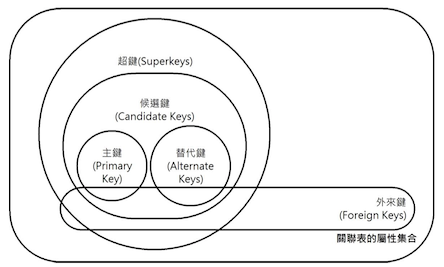 超鍵(Superkeys)
候選鍵
(Candidate Keys)
主鍵
(Primary
Key)
替代鍵
(Alternate
Keys)
外來鍵
(Foreign Keys)
關聯表的屬性集合